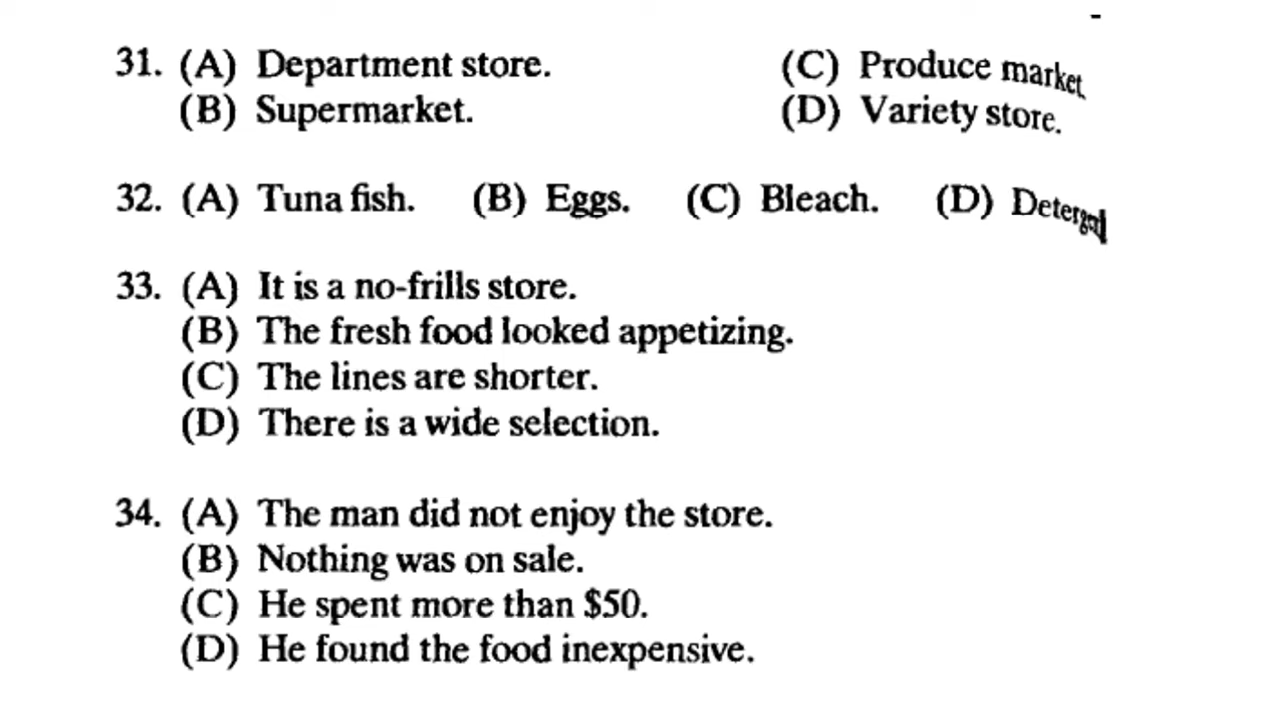 31. (A) Department store. (C) Produce market
(B) Supermarket. (D) Variety store.
32. (A) Tuna fish. (B) Eggs. (C) Bleach. (D)
33. (A) It is a no-frills store.
(B) The fresh food looked appetizing.
(C) The lines are shorter.
(D) There is a wide selection.
34. (A) The man did not enjoy the store.
(B) Nothing was on sale.
(C) He spent more than $50.
(D) He found the food inexpensive.